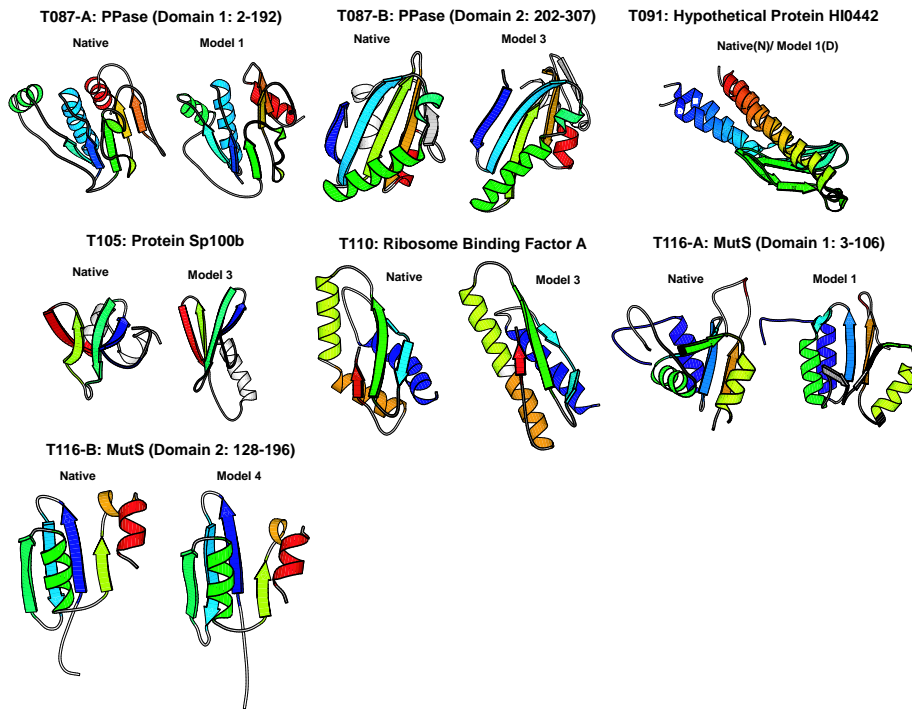 T087-A: PPase (Domain 1: 2-192)
Native
Model 1
T087-B: PPase (Domain 2: 202-307)
Native
Model 3
T091: Hypothetical Protein HI0442
Native(N)/ Model 1(D)
T105: Protein Sp100b
Native
Model 3
T110: Ribosome Binding Factor A
Native
Model 3
T116-A: MutS (Domain 1: 3-106)
Native
Model 1
T116-B: MutS (Domain 2: 128-196)
Native
Model 4